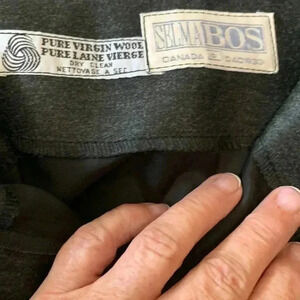 PURE VIRGIN WOOL
PURE LAINE VIERGE
DRY CLEAN
NETTOYAGE A SEC
SELMA BOS
CANADA